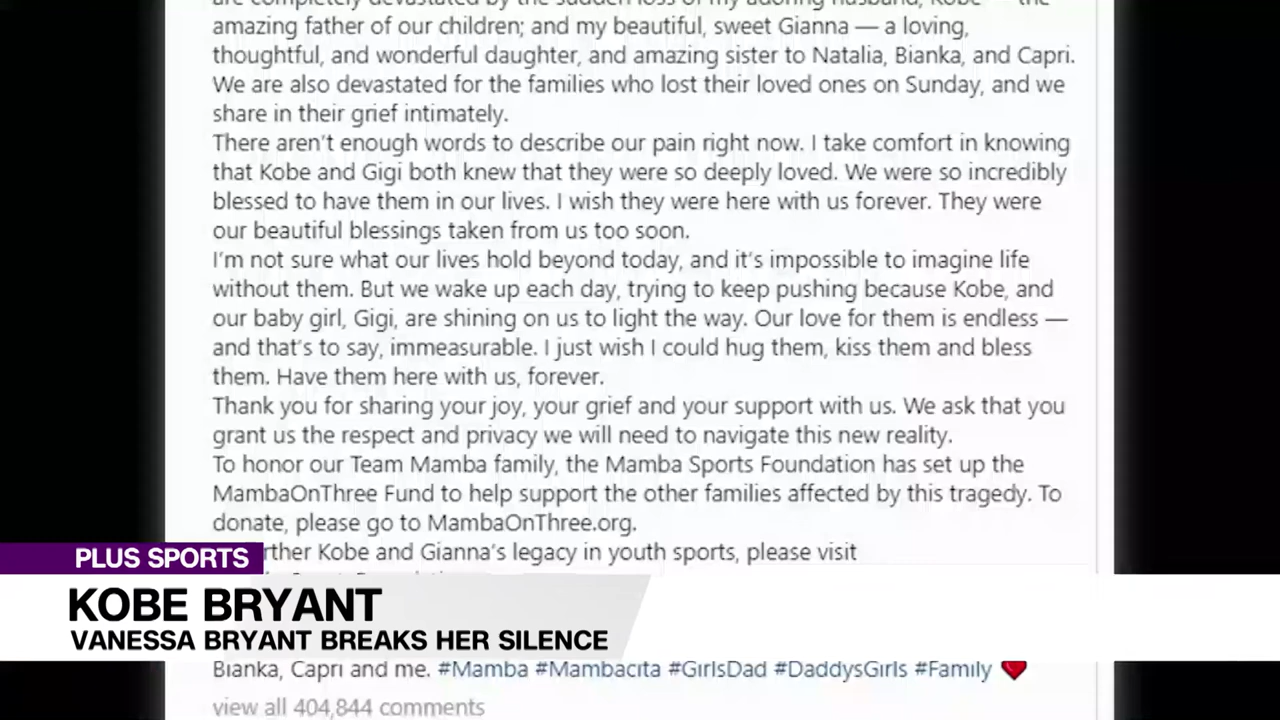 are completely devastated by the sudden loss of my adoring husband, Kobe — the
amazing father of our children; and my beautiful, sweet Gianna — a loving,
thoughtful, and wonderful daughter, and amazing sister to Natalia, Bianka, and Capri.
We are also devastated for the families who lost their loved ones on Sunday, and we
share in their grief intimately.
There aren't enough words to describe our pain right now. I take comfort in knowing
that Kobe and Gigi both knew that they were so deeply loved. We were so incredibly
blessed to have them in our lives. I wish they were here with us forever. They were
our beautiful blessings taken from us too soon.
I'm not sure what our lives hold beyond today, and it's impossible to imagine life
without them. But we wake up each day, trying to keep pushing because Kobe, and
our baby girl, Gigi, are shining on us to light the way. Our love for them is endless —
and that's to say, immeasurable. I just wish I could hug them, kiss them and bless
them. Have them here with us, forever.
Thank you for sharing your joy, your grief and your support with us. We ask that you
grant us the respect and privacy we will need to navigate this new reality.
To honor our Team Mamba family, the Mamba Sports Foundation has set up the
MambaOnThree Fund to help support the other families affected by this tragedy. To
donate, please go to MambaOnThree.org.
rther Kobe and Gianna's legacy in youth sports, please visit
PLUS SPORTS
KOBE BRYANT
VANESSA BRYANT BREAKS HER SILENCE
Bianka, Capri and me. #Mamba #Mambacita #GirlsDad #DaddysGirls #Family ❤
view all 404,844 comments